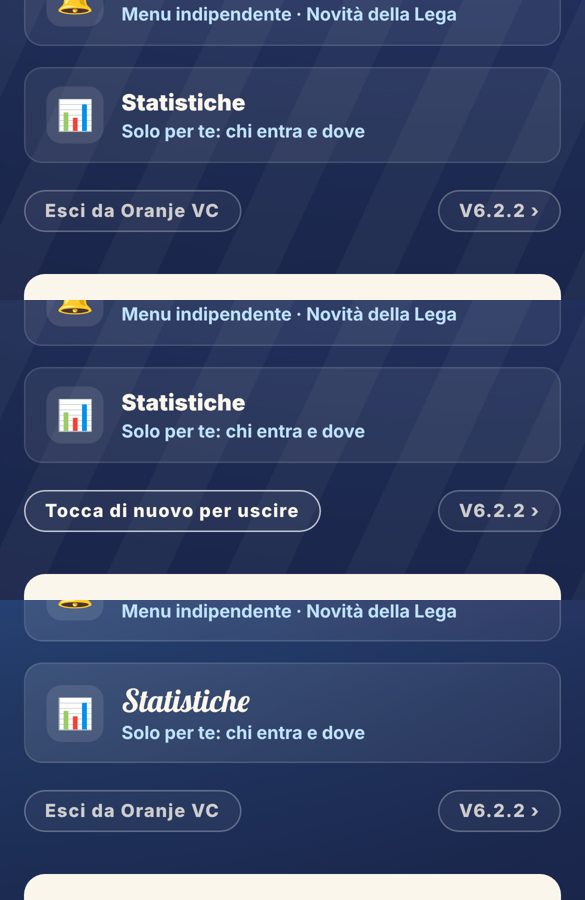 Menu indipendente · Novità della Lega
Statistiche
Solo per te: chi entra e dove
Esci da Oranje VC
V6.2.2 ›
Menu indipendente · Novità della Lega
Statistiche
Solo per te: chi entra e dove
Tocca di nuovo per uscire
V6.2.2 ›
Menu indipendente · Novità della Lega
Statistiche
Solo per te: chi entra e dove
Esci da Oranje VC
V6.2.2 ›